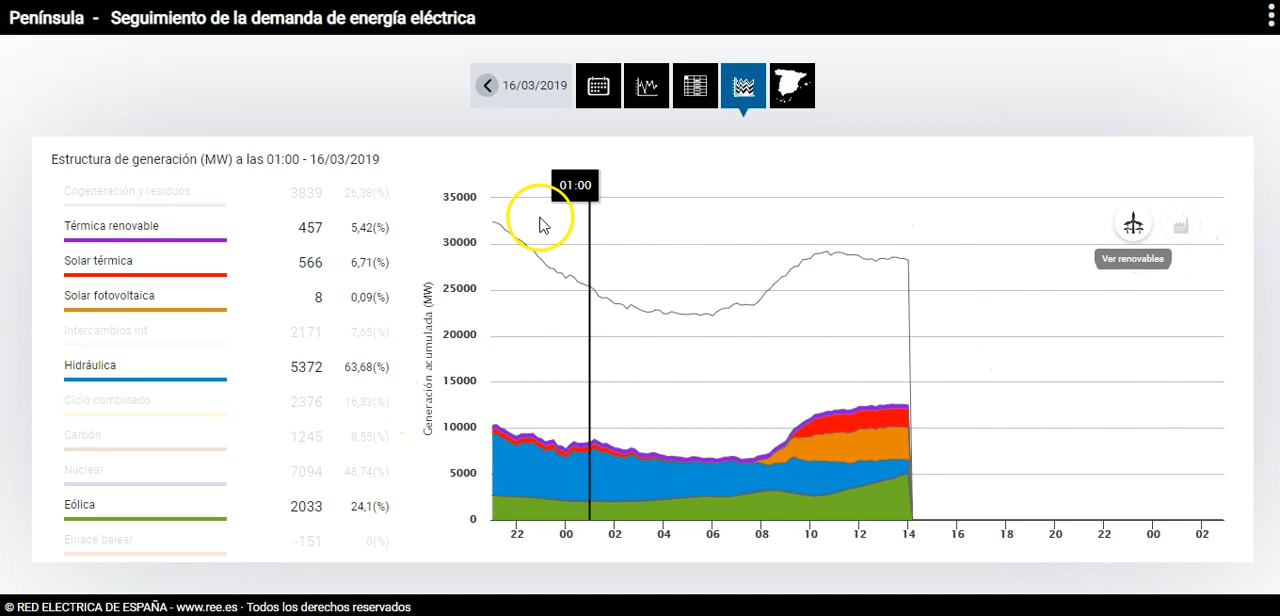 Península - Seguimiento de la demanda de energía eléctrica
16/03/2019
Estructura de generación (MW) a las 01:00 - 16/03/2019
Cogeneración y residuos 3839 26,38(%)
Térmica renovable 457 5,42(%)
Solar térmica 566 6,71(%)
Solar fotovoltaica 8 0,09(%)
Intercambios int 2171 7,65(%)
Hidráulica 5372 63,68(%)
Ciclo combinado 2376 16,33(%)
Carbón 1245 8,55(%)
Nuclear 7094 48,74(%)
Eólica 2033 24,1(%)
Enlace balear -151 0(%)
01:00
Generación acumulada (MW)
35000
30000
25000
20000
15000
10000
5000
0
22 00 02 04 06 08 10 12 14 16 18 20 22 00 02
Ver renovables
© RED ELECTRICA DE ESPAÑA - www.ree.es · Todos los derechos reservados